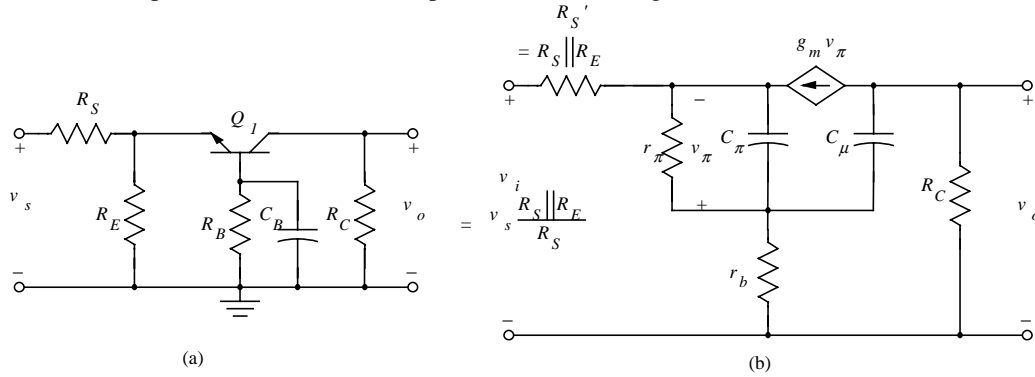 R_S
Q_1
+
+
v_s
R_E
R_B
C_B
R_C
v_o
−
−
(a)
R_S'
= R_S || R_E
g_m v_π
+
−
+
r_π
v_π
C_π
C_μ
R_C
v_i
= v_s R_S || R_E / R_S
+
v_o
r_b
−
−
(b)